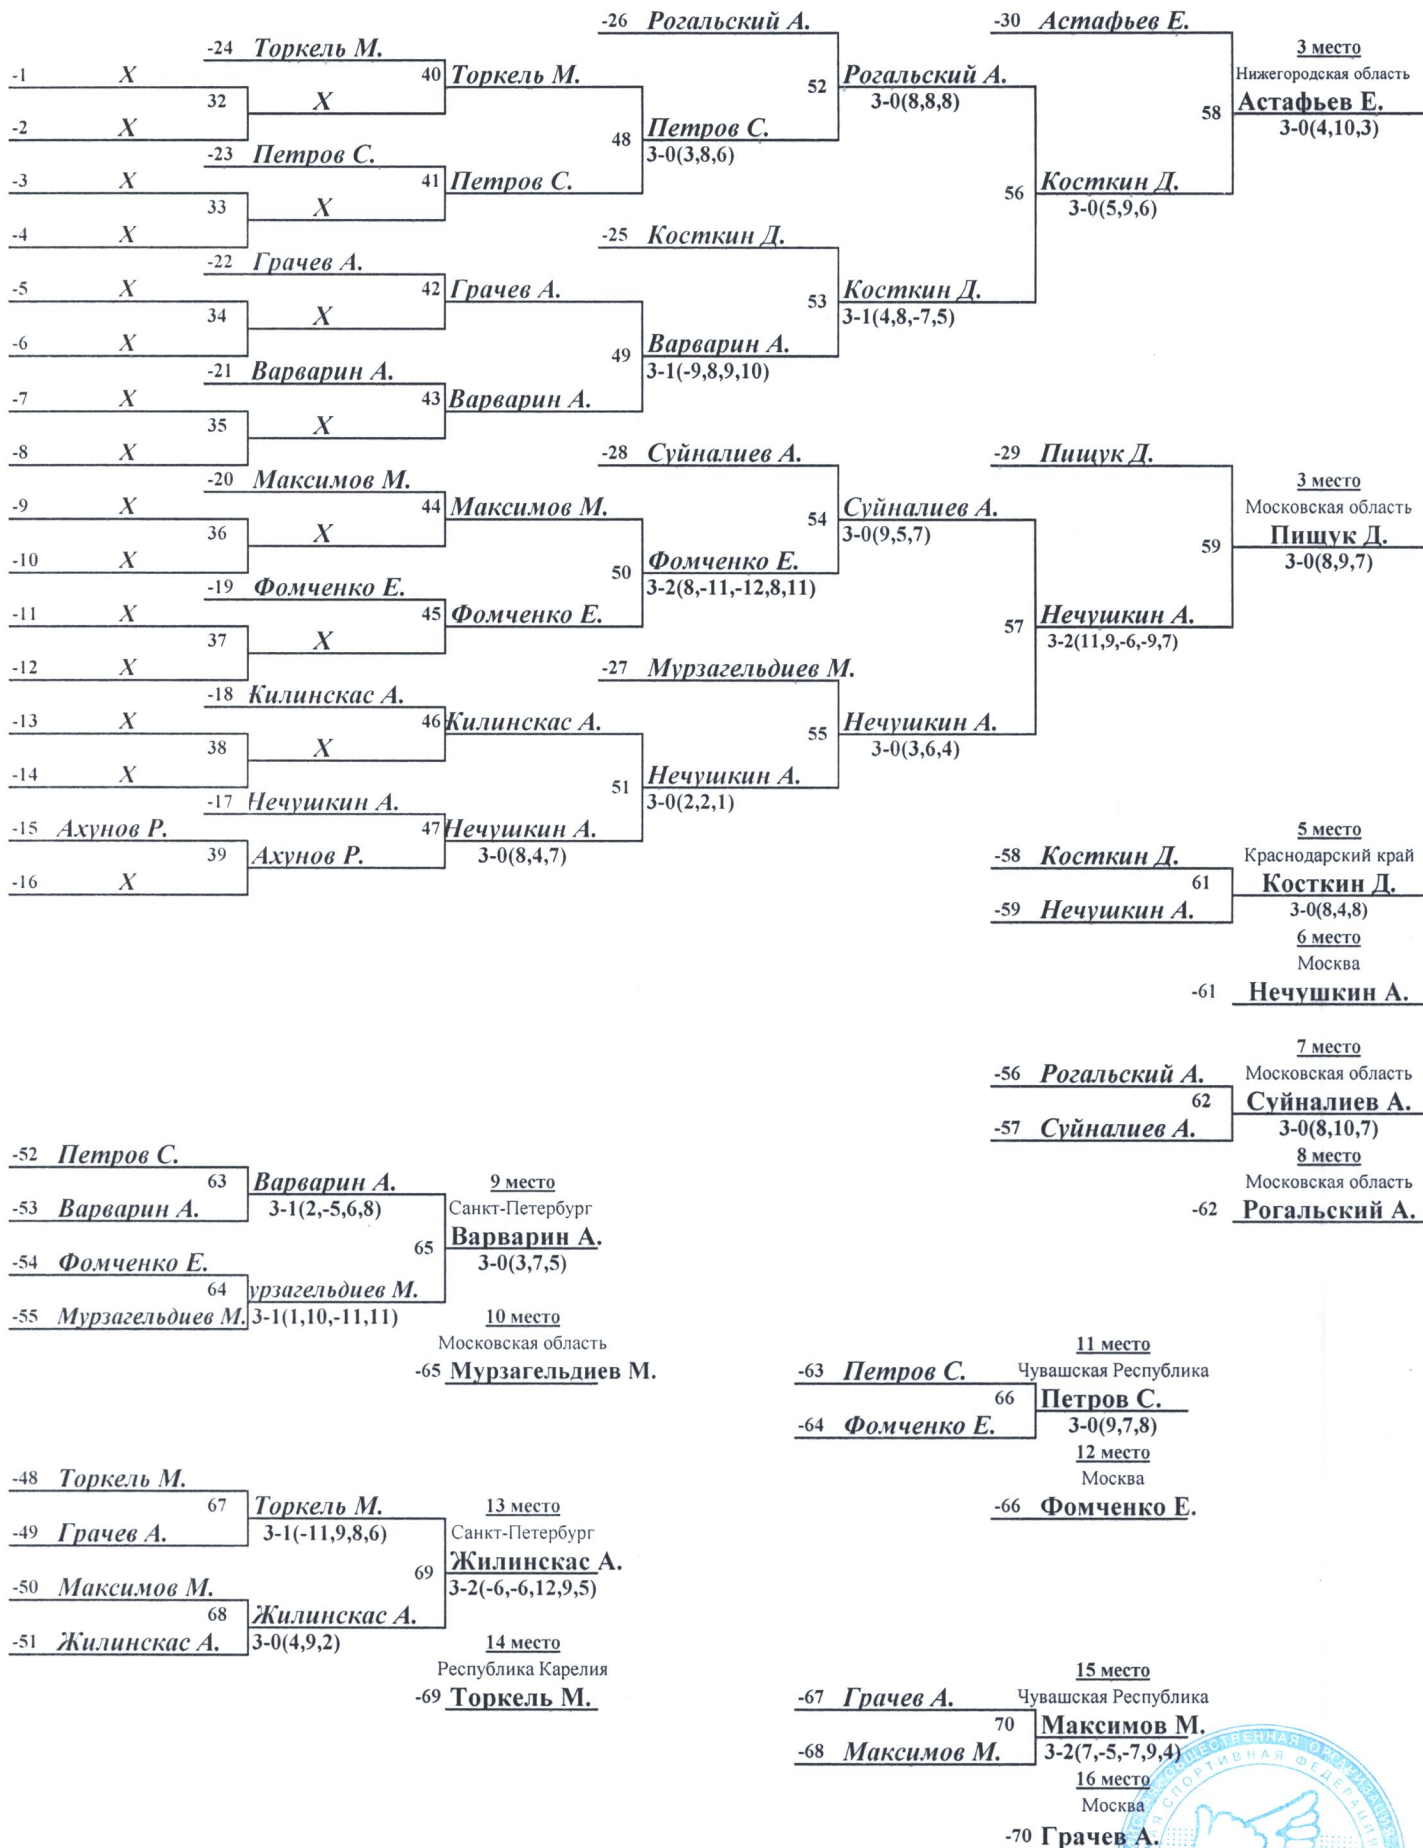 -26 Рогальский А.
-30 Астафьев Е.
-24 Торкель М.
3 место
-1 X
40 Торкель М.
52
Рогальский А.
Нижегородская область
32
X
3-0(8,8,8)
58
Астафьев Е.
-2 X
48
Петров С.
3-0(4,10,3)
-23 Петров С.
3-0(3,8,6)
-3 X
41 Петров С.
56
Косткин Д.
33
X
3-0(5,9,6)
-4 X
-25 Косткин Д.
-22 Грачев А.
-5 X
42 Грачев А.
53
Косткин Д.
34
X
3-1(4,8,-7,5)
-6 X
49
Варварин А.
-21 Варварин А.
3-1(-9,8,9,10)
-7 X
43 Варварин А.
35
X
-8 X
-28 Суйналиев А.
-29 Пищук Д.
-20 Максимов М.
3 место
-9 X
44 Максимов М.
54
Суйналиев А.
Московская область
36
X
3-0(9,5,7)
59
Пищук Д.
-10 X
50
Фомченко Е.
3-0(8,9,7)
-19 Фомченко Е.
3-2(8,-11,-12,8,11)
-11 X
45 Фомченко Е.
57
Нечушкин А.
37
X
3-2(11,9,-6,-9,7)
-12 X
-27 Мурзагельдиев М.
-18 Килинскас А.
-13 X
46 Килинскас А.
55
Нечушкин А.
38
X
3-0(3,6,4)
-14 X
51
Нечушкин А.
-17 Нечушкин А.
3-0(2,2,1)
-15 Ахунов Р.
47 Нечушкин А.
5 место
39
Ахунов Р.
3-0(8,4,7)
-58 Косткин Д.
Краснодарский край
-16 X
61
Косткин Д.
-59 Нечушкин А.
3-0(8,4,8)
6 место
Москва
-61 Нечушкин А.
7 место
-56 Рогальский А.
Московская область
62
Суйналиев А.
-57 Суйналиев А.
3-0(8,10,7)
-52 Петров С.
8 место
63
Варварин А.
9 место
Московская область
-53 Варварин А.
3-1(2,-5,6,8)
Санкт-Петербург
-62 Рогальский А.
65
Варварин А.
-54 Фомченко Е.
3-0(3,7,5)
64
урзагельдиев М.
-55 Мурзагельдиев М.
3-1(1,10,-11,11)
10 место
Московская область
11 место
-65 Мурзагельдиев М.
-63 Петров С.
Чувашская Республика
66
Петров С.
-64 Фомченко Е.
3-0(9,7,8)
12 место
-48 Торкель М.
Москва
67
Торкель М.
13 место
-66 Фомченко Е.
-49 Грачев А.
3-1(-11,9,8,6)
Санкт-Петербург
69
Жилинскас А.
-50 Максимов М.
3-2(-6,-6,12,9,5)
68
Жилинскас А.
-51 Жилинскас А.
3-0(4,9,2)
14 место
Республика Карелия
15 место
-69 Торкель М.
-67 Грачев А.
Чувашская Республика
70
Максимов М.
-68 Максимов М.
3-2(7,-5,-7,9,4)
16 место
Москва
-70 Грачев А.
ОБЩЕСТВЕННАЯ ОРГАНИЗАЦИЯ
СПОРТИВНАЯ ФЕДЕРАЦИЯ